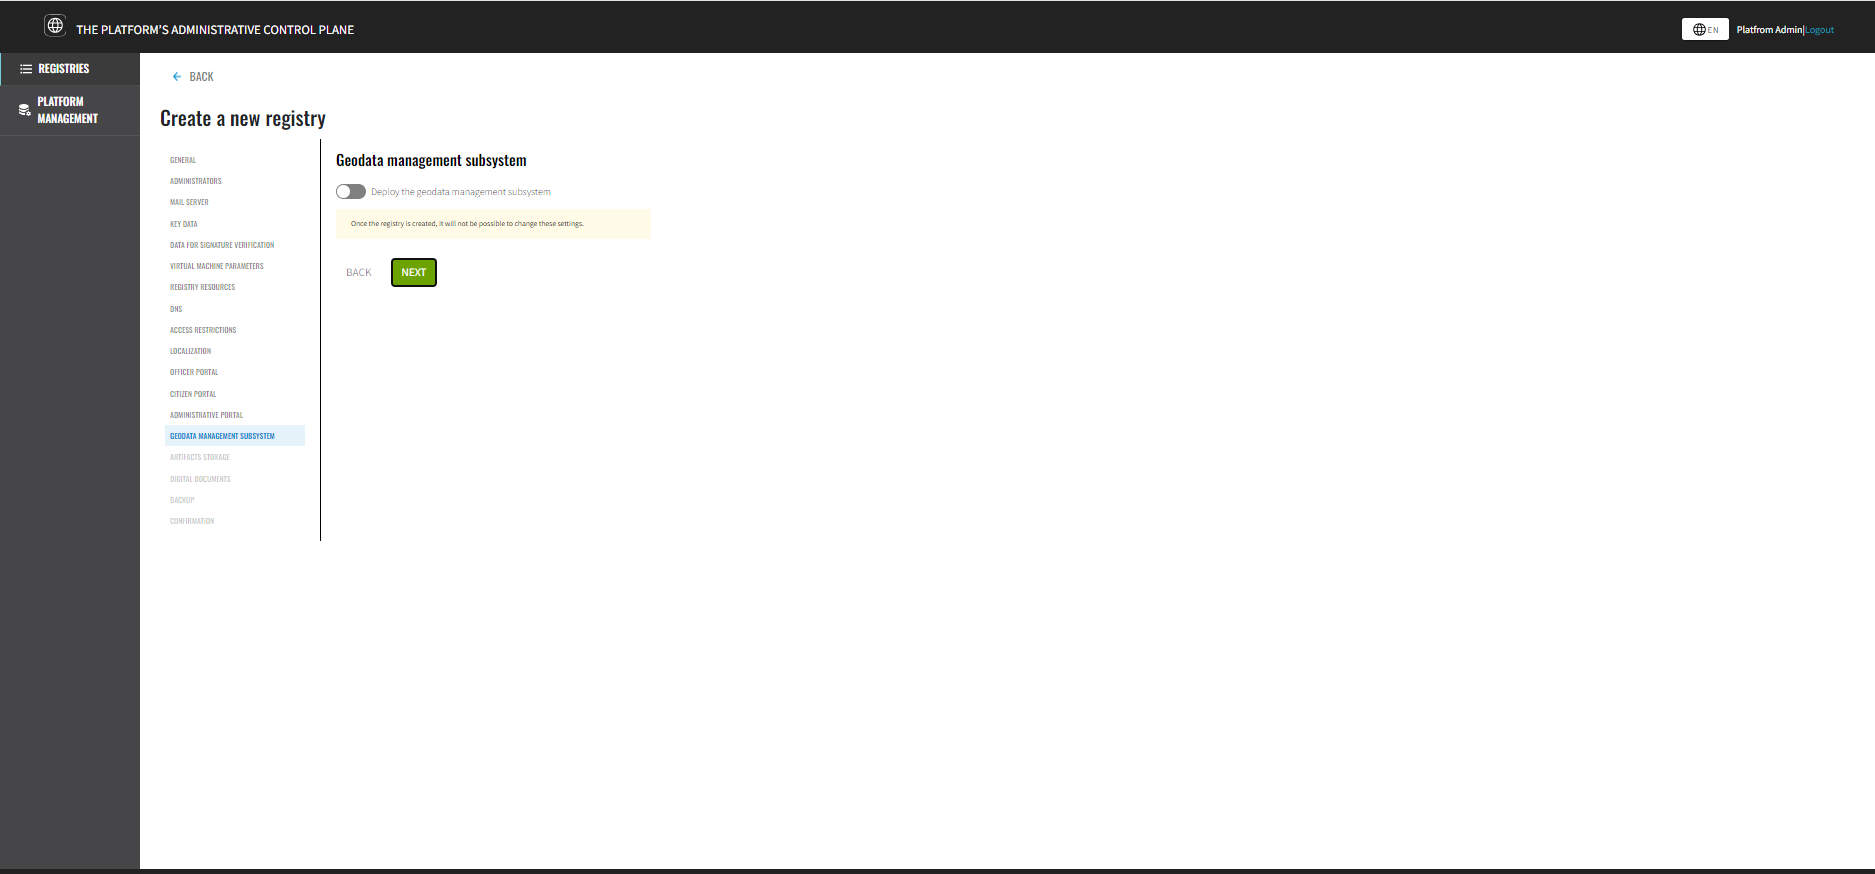 THE PLATFORM'S ADMINISTRATIVE CONTROL PLANE
EN
Platfrom Admin|Logout
REGISTRIES
PLATFORM
MANAGEMENT
BACK
Create a new registry
GENERAL
ADMINISTRATORS
MAIL SERVER
KEY DATA
DATA FOR SIGNATURE VERIFICATION
VIRTUAL MACHINE PARAMETERS
REGISTRY RESOURCES
DNS
ACCESS RESTRICTIONS
LOCALIZATION
OFFICER PORTAL
CITIZEN PORTAL
ADMINISTRATIVE PORTAL
GEODATA MANAGEMENT SUBSYSTEM
ARTIFACTS STORAGE
DIGITAL DOCUMENTS
BACKUP
CONFIRMATION
Geodata management subsystem
Deploy the geodata management subsystem
Once the registry is created, it will not be possible to change these settings.
BACK
NEXT